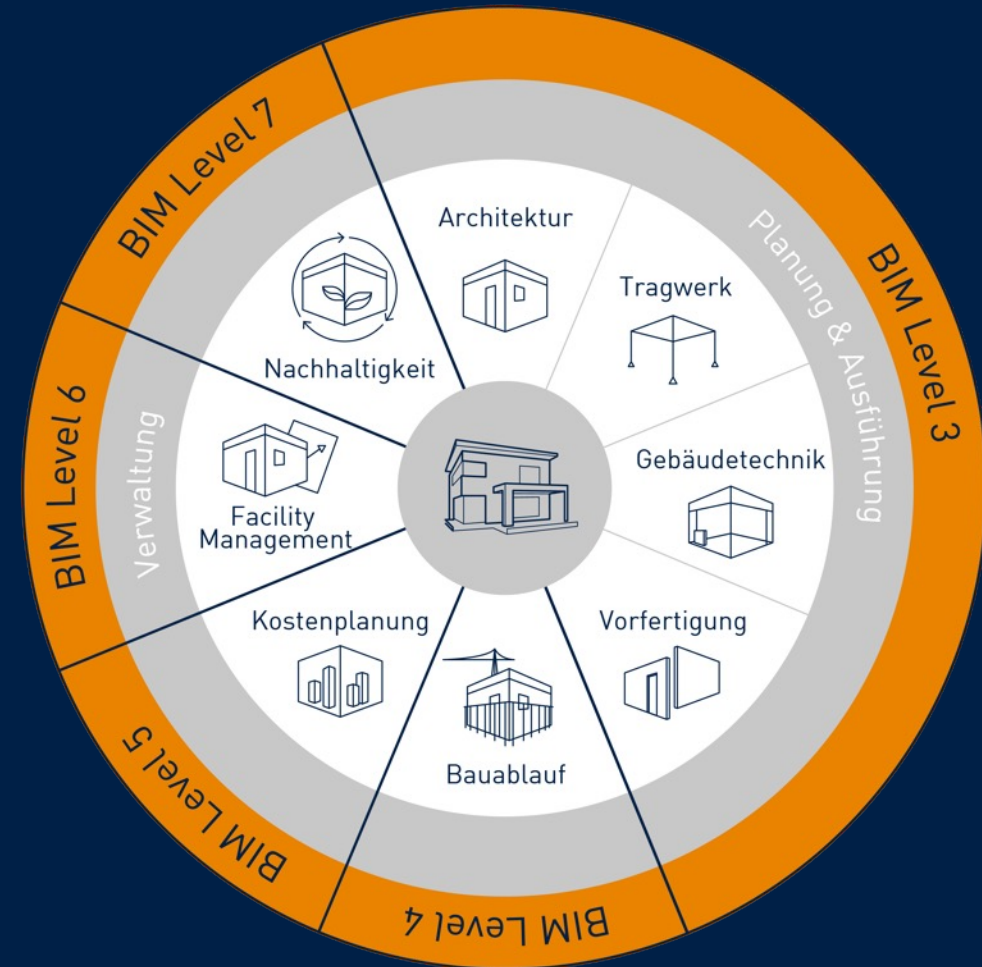 BIM Level 3
BIM Level 4
BIM Level 5
BIM Level 6
BIM Level 7
Planung & Ausführung
Verwaltung
Architektur
Tragwerk
Gebäudetechnik
Vorfertigung
Bauablauf
Kostenplanung
Facility
Management
Nachhaltigkeit